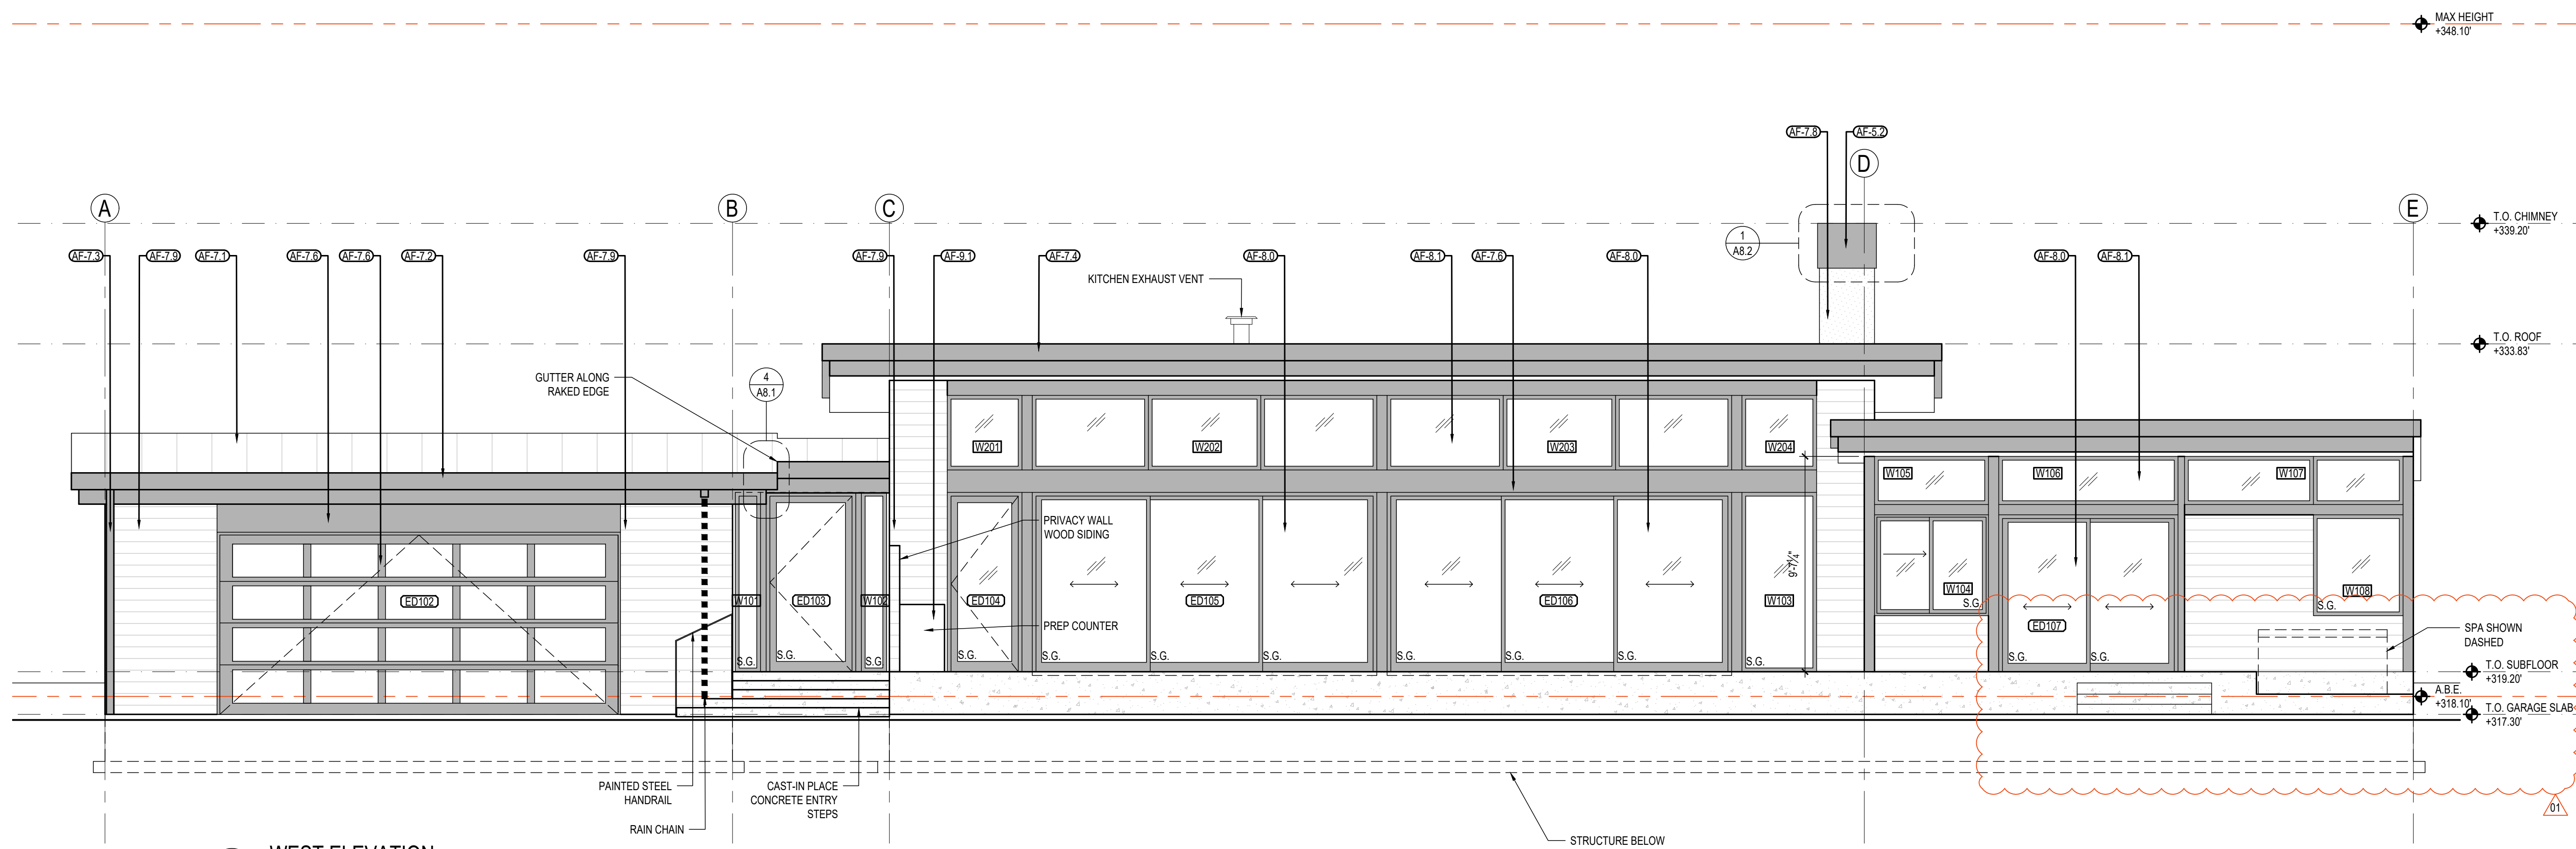 MAX HEIGHT
+348.10'
AF-7.8
AF-5.2
D
A
B
C
E
T.O. CHIMNEY
+339.20'
1
A8.2
AF-7.3
AF-7.9
AF-7.1
AF-7.6
AF-7.6
AF-7.2
AF-7.9
AF-7.9
AF-9.1
AF-7.4
AF-8.0
AF-8.1
AF-7.6
AF-8.0
AF-8.0
AF-8.1
KITCHEN EXHAUST VENT
T.O. ROOF
+333.83'
GUTTER ALONG
RAKED EDGE
4
A8.1
W201
W202
W203
W204
W105
W106
W107
PRIVACY WALL
WOOD SIDING
9'-7¼"
ED102
W101
ED103
W102
ED104
ED105
ED106
W103
W104
S.G.
W108
S.G.
PREP COUNTER
ED107
SPA SHOWN
DASHED
S.G.
S.G.
S.G.
S.G.
S.G.
S.G.
S.G.
S.G.
S.G.
S.G.
S.G.
S.G.
S.G.
T.O. SUBFLOOR
+319.20'
A.B.E.
+318.10'
T.O. GARAGE SLAB
+317.30'
PAINTED STEEL
HANDRAIL
CAST-IN PLACE
CONCRETE ENTRY
STEPS
RAIN CHAIN
STRUCTURE BELOW
01
WEST ELEVATION